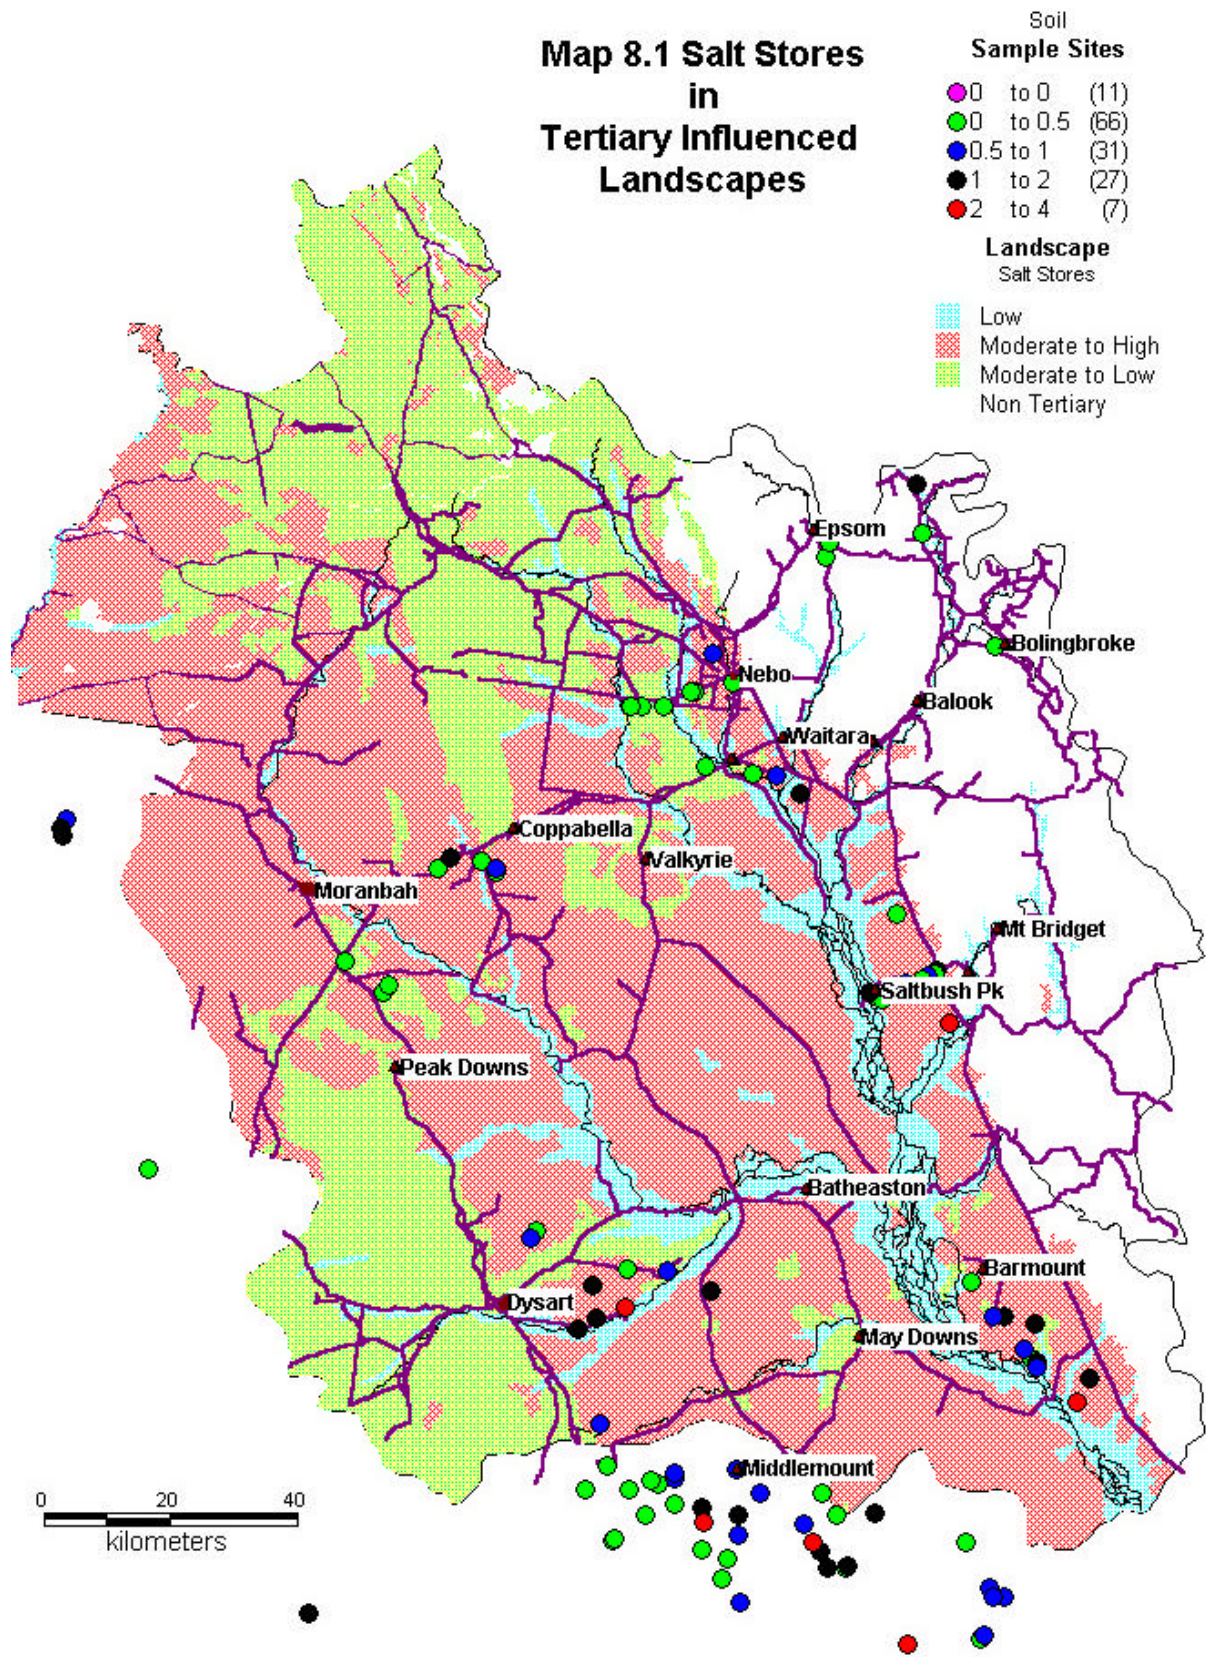 Map 8.1 Salt Stores
in
Tertiary Influenced
Landscapes
Soil
Sample Sites
0 to 0 (11)
0 to 0.5 (66)
0.5 to 1 (31)
1 to 2 (27)
2 to 4 (7)
Landscape
Salt Stores
Low
Moderate to High
Moderate to Low
Non Tertiary
Epsom
Bolingbroke
Nebo
Balook
Waitara
Coppabella
Valkyrie
Moranbah
Mt Bridget
Saltbush Pk
Peak Downs
Batheaston
Barmount
Dysart
May Downs
Middlemount
0 20 40
kilometers